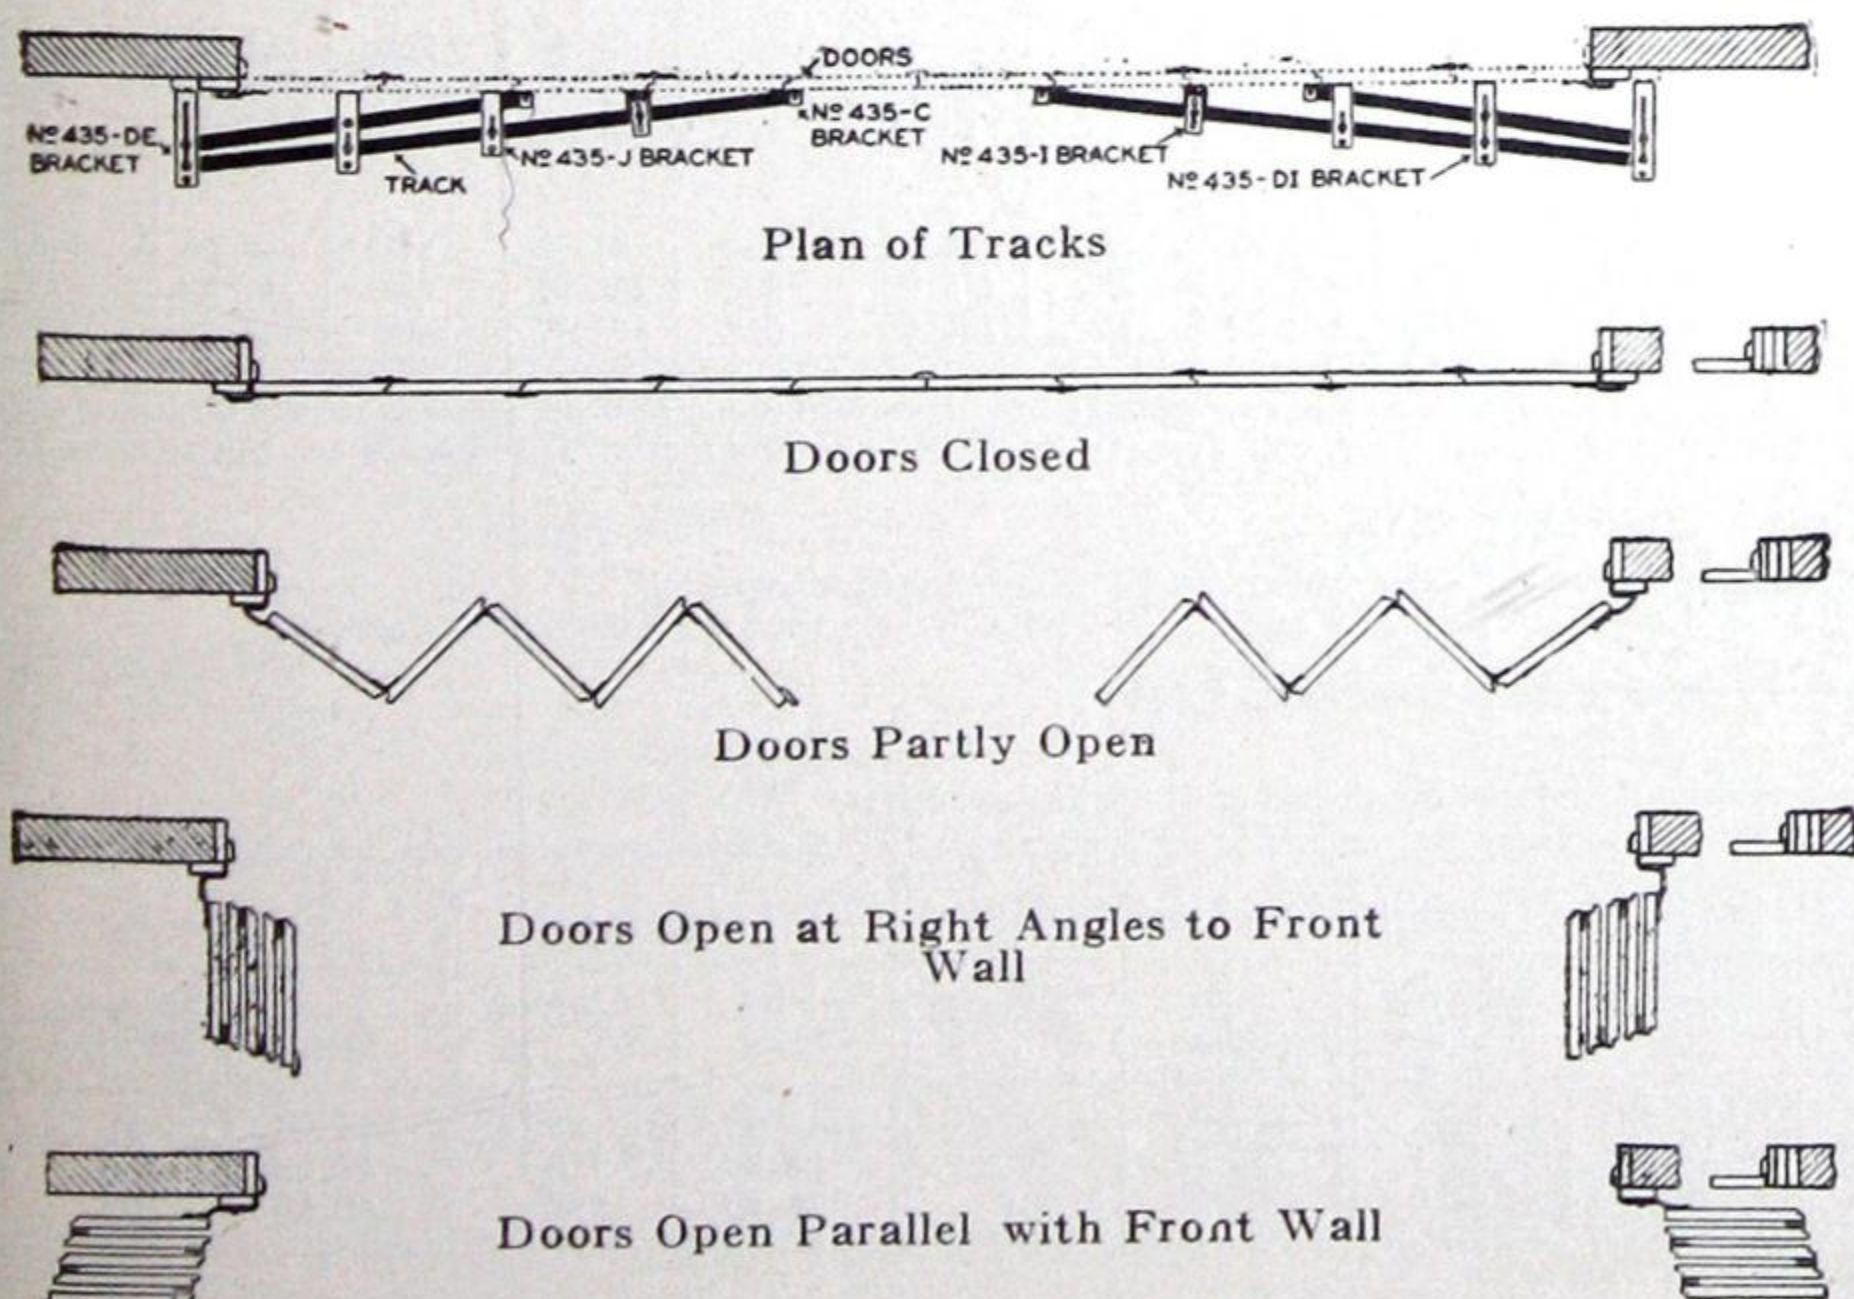 DOORS
Nº 435-DE
BRACKET
TRACK
Nº 435-J BRACKET
Nº 435-C
BRACKET
Nº 435-I BRACKET
Nº 435-DI BRACKET
Plan of Tracks
Doors Closed
Doors Partly Open
Doors Open at Right Angles to Front
Wall
Doors Open Parallel with Front Wall